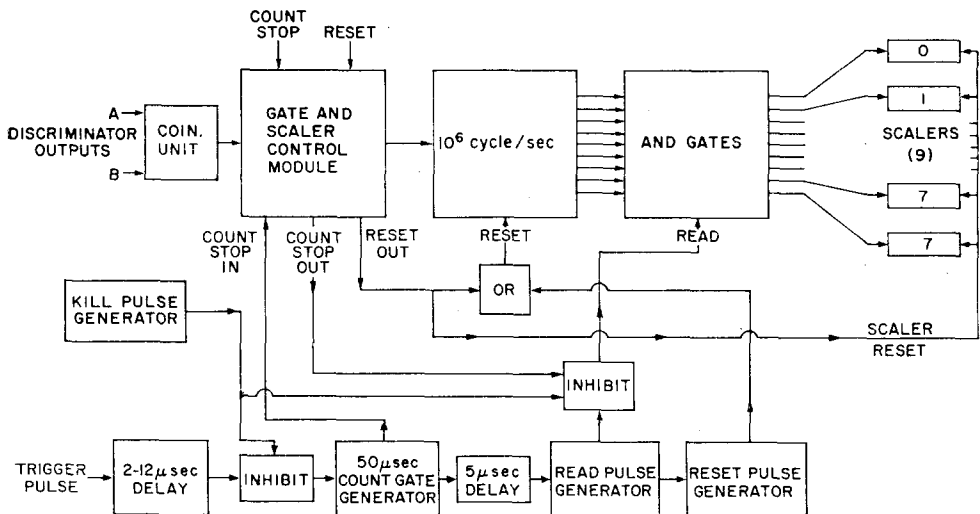 COUNT
STOP
RESET
A
DISCRIMINATOR
OUTPUTS
B
COIN.
UNIT
GATE AND
SCALER
CONTROL
MODULE
10⁶ cycle/sec
AND GATES
0
1
SCALERS
(9)
7
7
COUNT
STOP
IN
COUNT
STOP
OUT
RESET
OUT
RESET
READ
OR
KILL PULSE
GENERATOR
SCALER
RESET
INHIBIT
TRIGGER
PULSE
2-12μsec
DELAY
INHIBIT
50μsec
COUNT GATE
GENERATOR
5μsec
DELAY
READ PULSE
GENERATOR
RESET PULSE
GENERATOR